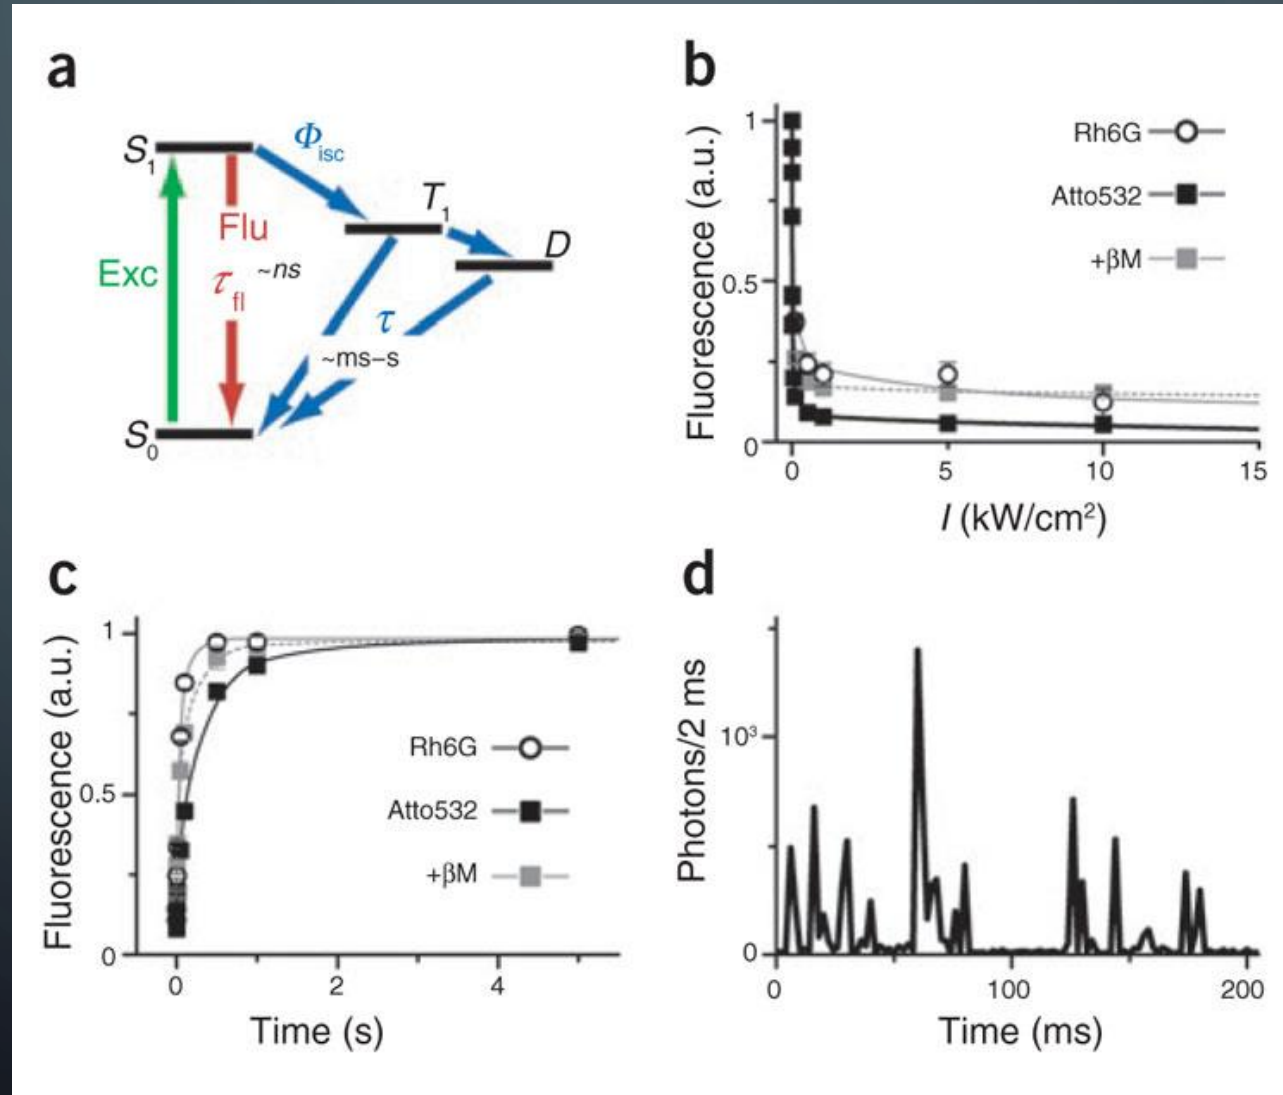 a
S1
Φisc
T1
Flu
D
Exc
τfl ~ns
τ
~ms–s
S0
b
Fluorescence (a.u.)
1
0.5
0
Rh6G
Atto532
+βM
0 5 10 15
I (kW/cm²)
c
Fluorescence (a.u.)
1
0.5
0
Rh6G
Atto532
+βM
0 2 4
Time (s)
d
Photons/2 ms
10³
0
0 100 200
Time (ms)